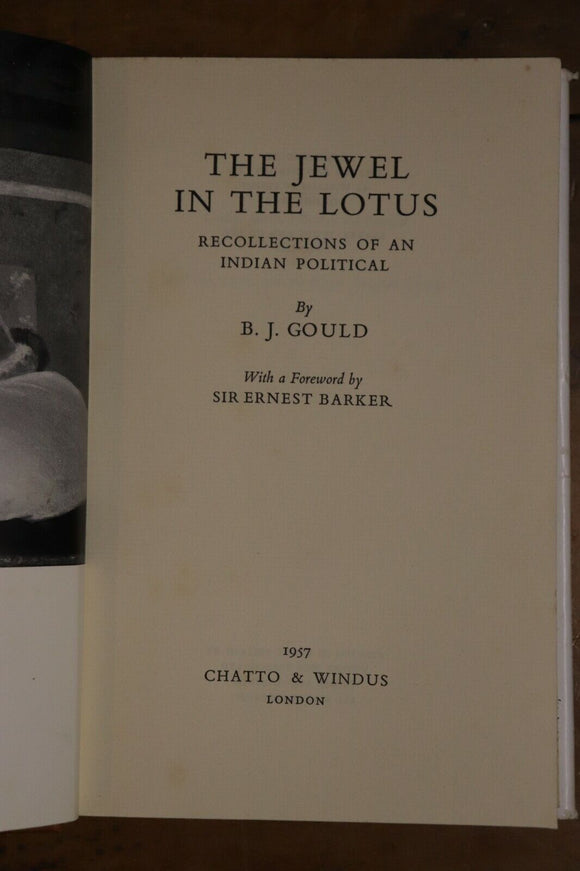 THE JEWEL
IN THE LOTUS
RECOLLECTIONS OF AN
INDIAN POLITICAL
By
B. J. GOULD
With a Foreword by
SIR ERNEST BARKER
1957
CHATTO & WINDUS
LONDON